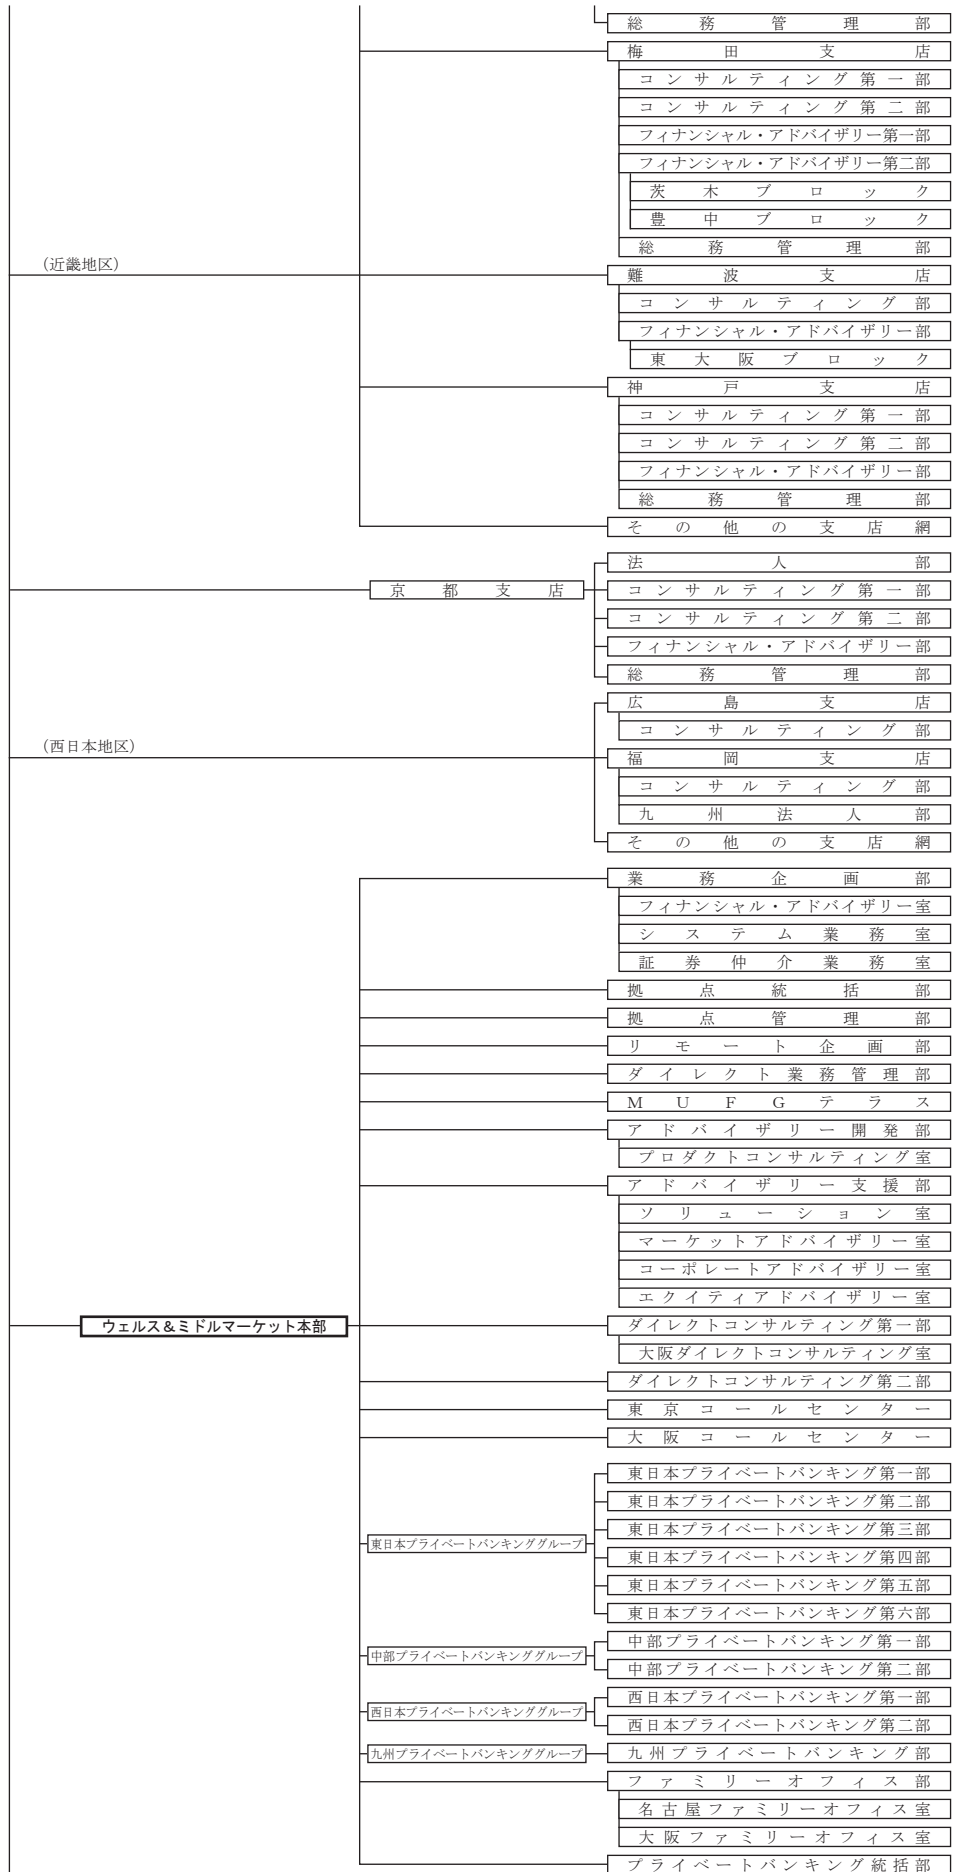 総務管理部
梅田支店
コンサルティング第一部
コンサルティング第二部
フィナンシャル・アドバイザリー第一部
フィナンシャル・アドバイザリー第二部
茨木ブロック
豊中ブロック
総務管理部
（近畿地区）
難波支店
コンサルティング部
フィナンシャル・アドバイザリー部
東大阪ブロック
神戸支店
コンサルティング第一部
コンサルティング第二部
フィナンシャル・アドバイザリー部
総務管理部
その他の支店網
法人部
京都支店
コンサルティング第一部
コンサルティング第二部
フィナンシャル・アドバイザリー部
総務管理部
広島支店
コンサルティング部
（西日本地区）
福岡支店
コンサルティング部
九州法人部
その他の支店網
業務企画部
フィナンシャル・アドバイザリー室
システム業務室
証券仲介業務室
拠点統括部
拠点管理部
リモート企画部
ダイレクト業務管理部
MUFGテラス
アドバイザリー開発部
プロダクトコンサルティング室
アドバイザリー支援部
ソリューション室
マーケットアドバイザリー室
コーポレートアドバイザリー室
エクイティアドバイザリー室
ウェルス＆ミドルマーケット本部
ダイレクトコンサルティング第一部
大阪ダイレクトコンサルティング室
ダイレクトコンサルティング第二部
東京コールセンター
大阪コールセンター
東日本プライベートバンキング第一部
東日本プライベートバンキング第二部
東日本プライベートバンキング第三部
東日本プライベートバンキンググループ
東日本プライベートバンキング第四部
東日本プライベートバンキング第五部
東日本プライベートバンキング第六部
中部プライベートバンキング第一部
中部プライベートバンキンググループ
中部プライベートバンキング第二部
西日本プライベートバンキング第一部
西日本プライベートバンキンググループ
西日本プライベートバンキング第二部
九州プライベートバンキンググループ
九州プライベートバンキング部
ファミリーオフィス部
名古屋ファミリーオフィス室
大阪ファミリーオフィス室
プライベートバンキング統括部